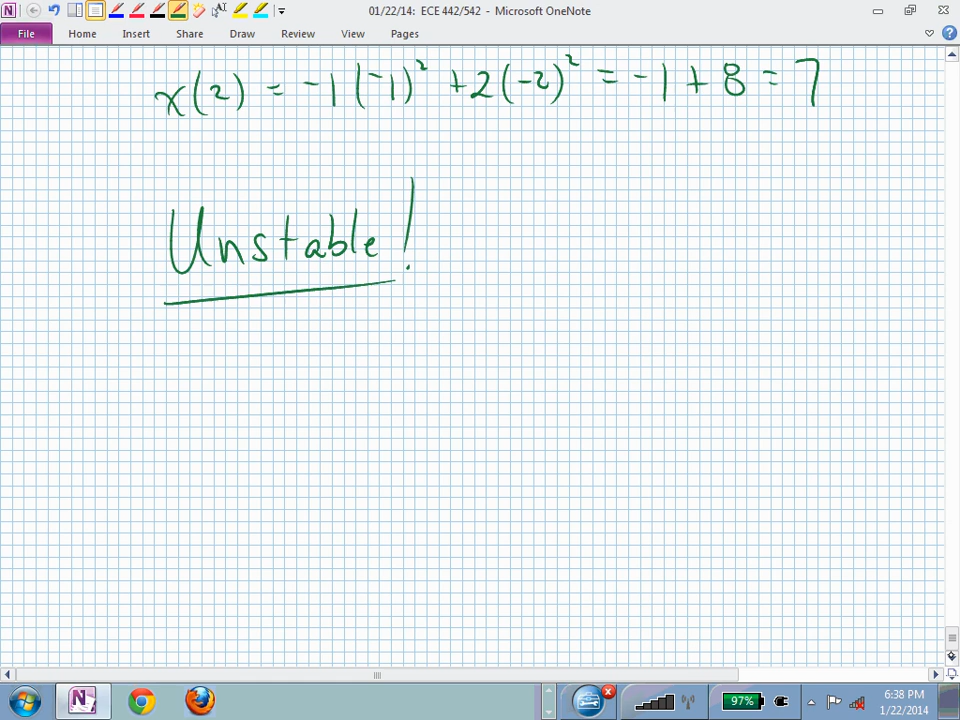 01/22/14: ECE 442/542 - Microsoft OneNote
File Home Insert Share Draw Review View Pages
x(2) = -1(-1)² + 2(-2)² = -1 + 8 = 7
Unstable!
97%
6:38 PM
1/22/2014